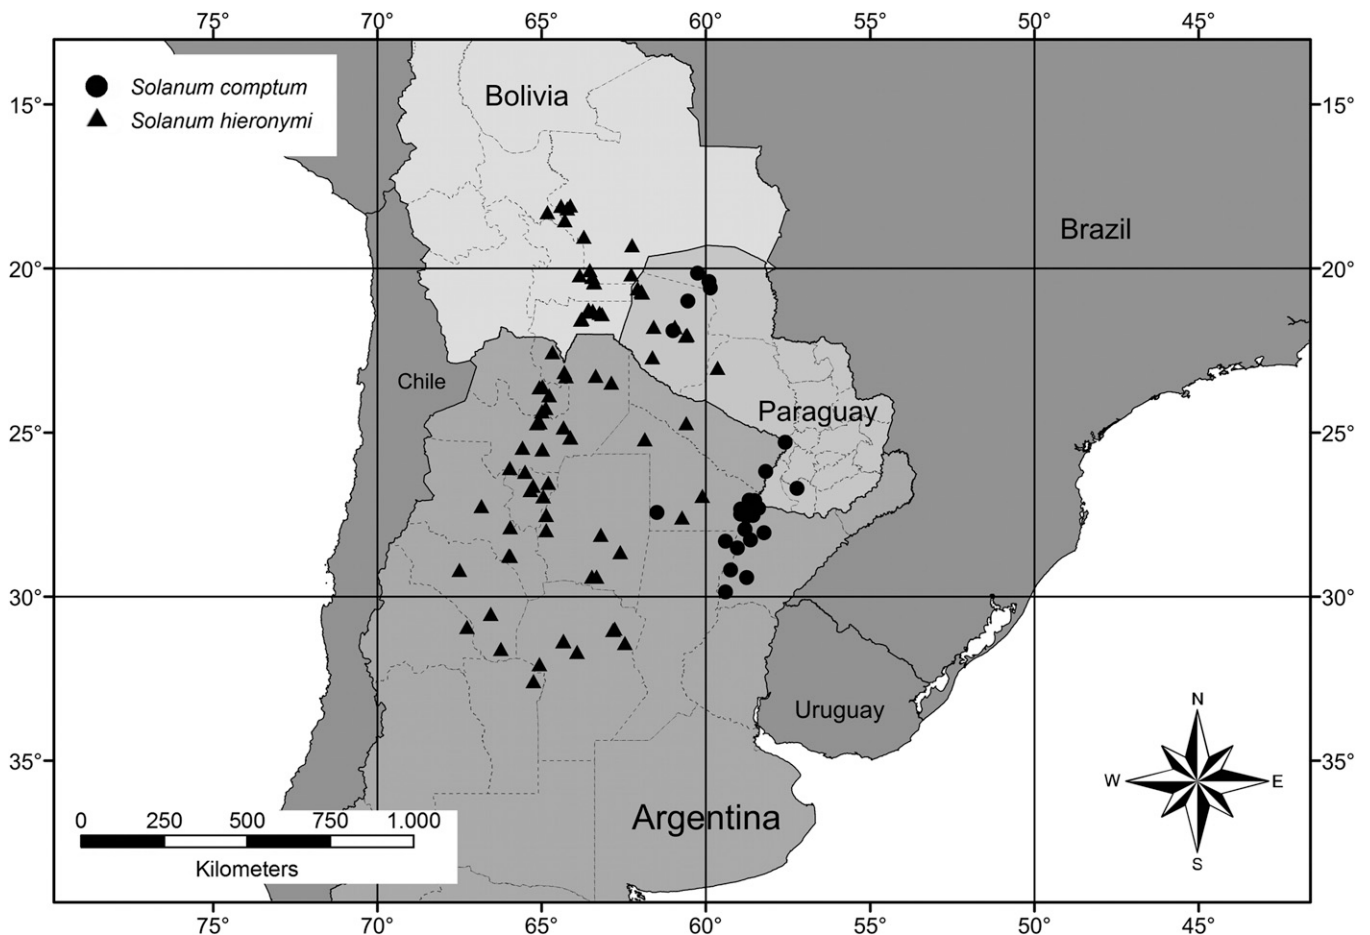 75° 70° 65° 60° 55° 50° 45°
Solanum comptum
Solanum hieronymi
Bolivia
15° 15°
Brazil
20° 20°
Chile
Paraguay
25° 25°
30° 30°
Uruguay
N
W E
S
35° 35°
Argentina
0 250 500 750 1.000
Kilometers
75° 70° 65° 60° 55° 50° 45°